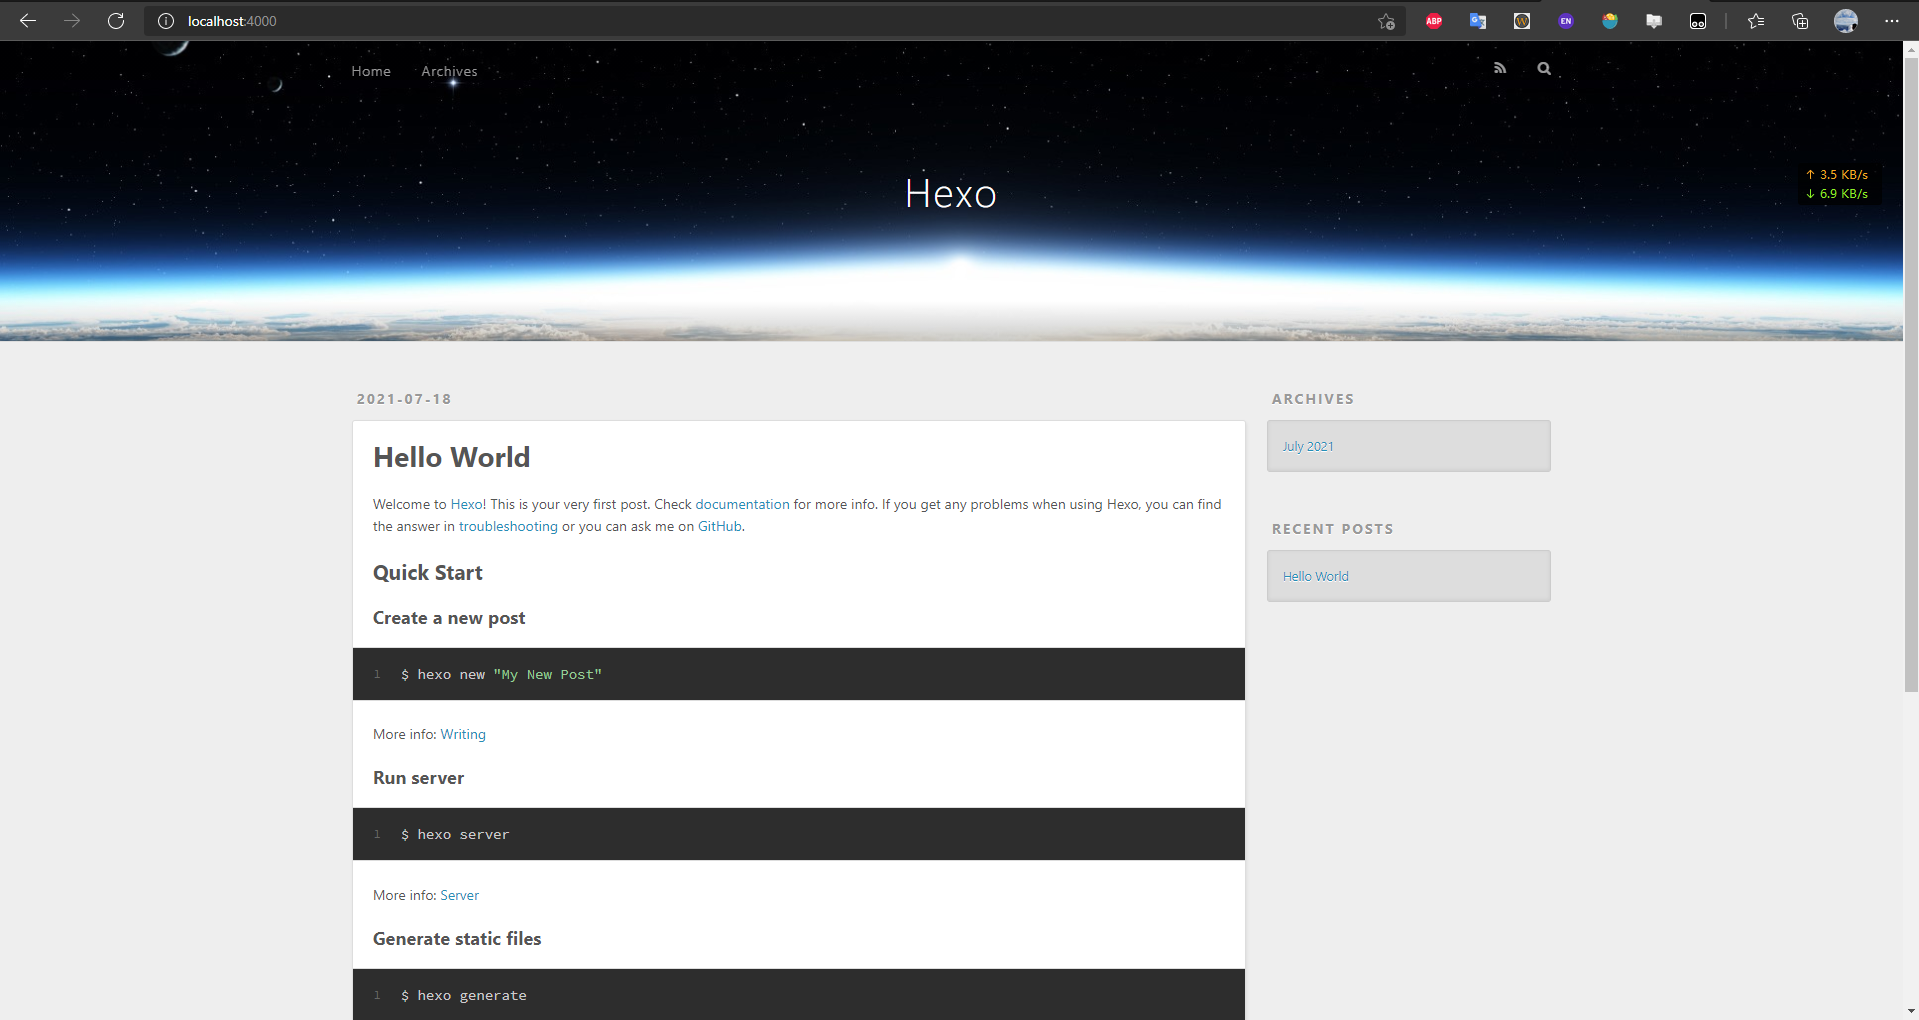 localhost:4000
ABP
EN
Home
Archives
Hexo
↑ 3.5 KB/s
↓ 6.9 KB/s
2021-07-18
Hello World
Welcome to Hexo! This is your very first post. Check documentation for more info. If you get any problems when using Hexo, you can find
the answer in troubleshooting or you can ask me on GitHub.
Quick Start
Create a new post
1 $ hexo new "My New Post"
More info: Writing
Run server
1 $ hexo server
More info: Server
Generate static files
1 $ hexo generate
ARCHIVES
July 2021
RECENT POSTS
Hello World